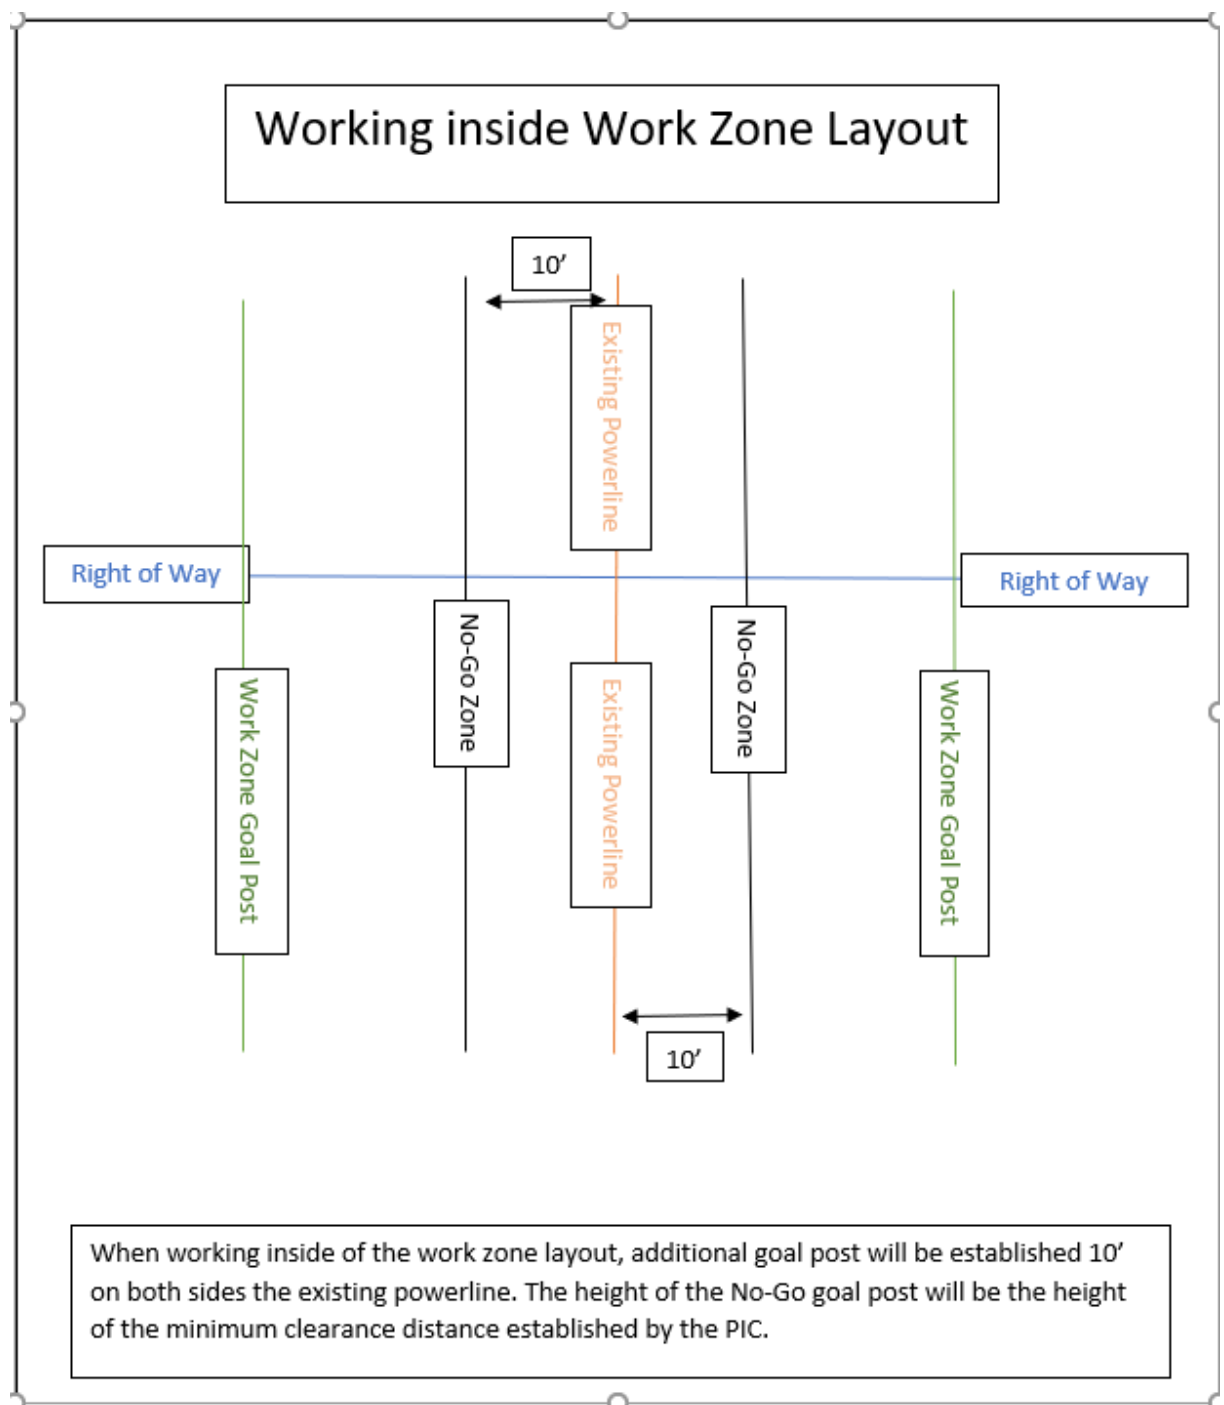 Working inside Work Zone Layout
10’
Existing Powerline
Right of Way
Right of Way
No-Go Zone
No-Go Zone
Existing Powerline
Work Zone Goal Post
Work Zone Goal Post
10’
When working inside of the work zone layout, additional goal post will be established 10’
on both sides the existing powerline. The height of the No-Go goal post will be the height
of the minimum clearance distance established by the PIC.